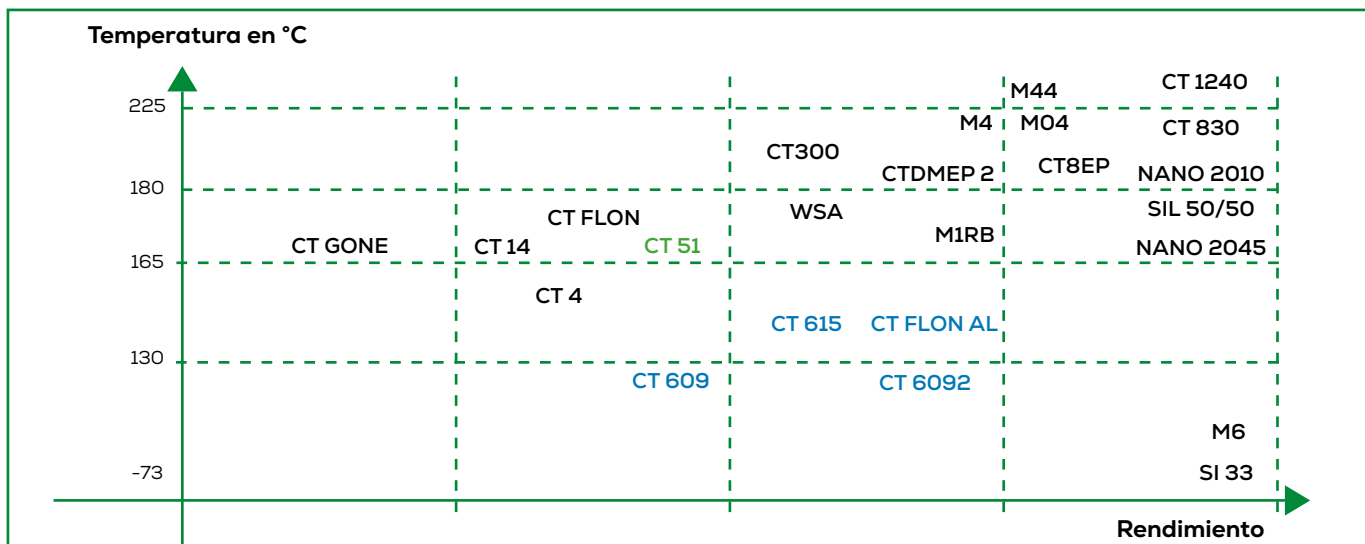 Temperatura en °C
M44
CT 1240
225
M4
M04
CT 830
CT300
CTDMEP 2
CT8EP
NANO 2010
180
WSA
SIL 50/50
CT FLON
M1RB
CT GONE
CT 14
CT 51
NANO 2045
165
CT 4
CT 615
CT FLON AL
130
CT 609
CT 6092
M6
-73
SI 33
Rendimiento